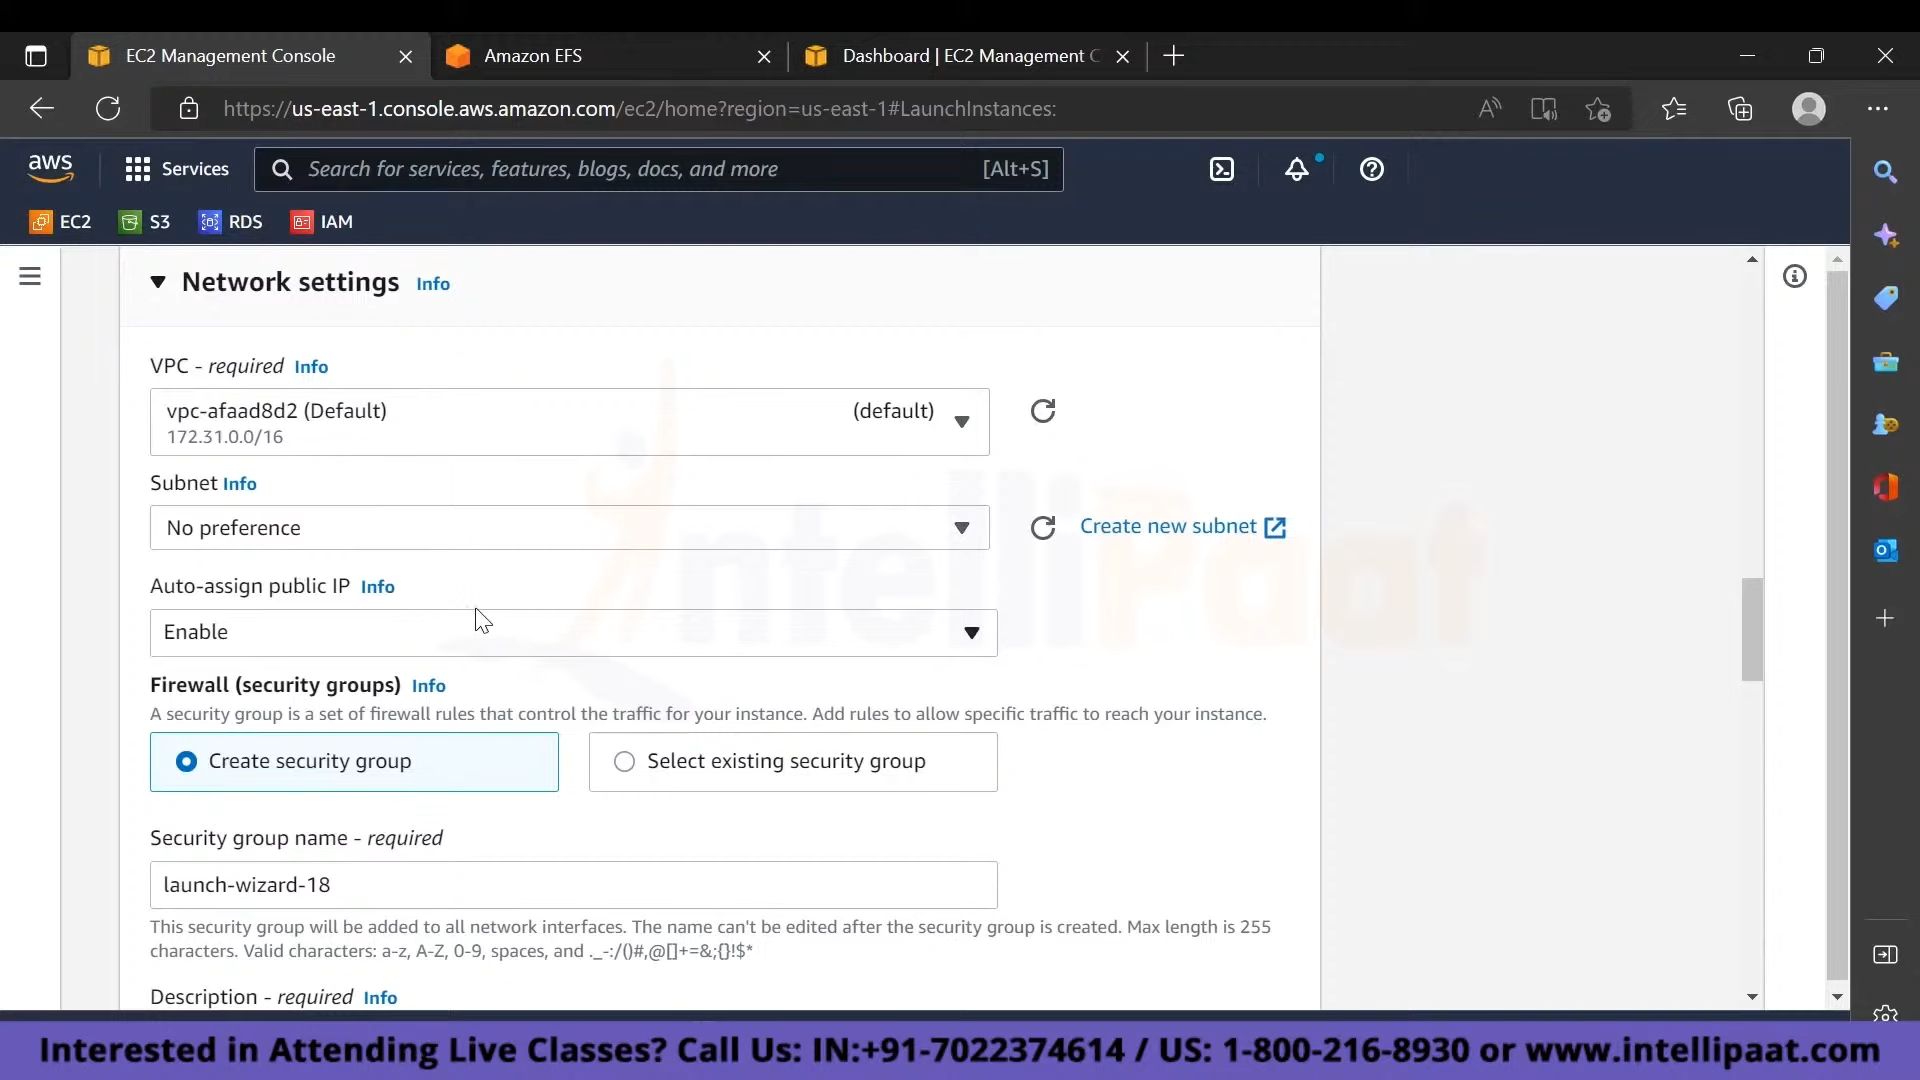 EC2 Management Console
Amazon EFS
Dashboard | EC2 Management C
https://us-east-1.console.aws.amazon.com/ec2/home?region=us-east-1#LaunchInstances:
aws
Services
Search for services, features, blogs, docs, and more
[Alt+S]
EC2
S3
RDS
IAM
Network settings Info
VPC - required Info
vpc-afaad8d2 (Default)
(default)
172.31.0.0/16
Subnet Info
No preference
Create new subnet
Auto-assign public IP Info
Enable
Firewall (security groups) Info
A security group is a set of firewall rules that control the traffic for your instance. Add rules to allow specific traffic to reach your instance.
Create security group
Select existing security group
Security group name - required
launch-wizard-18
This security group will be added to all network interfaces. The name can't be edited after the security group is created. Max length is 255
characters. Valid characters: a-z, A-Z, 0-9, spaces, and ._-:/()#,@[]+=&;{}!$*
Description - required Info
intelliPaat
Interested in Attending Live Classes? Call Us: IN:+91-7022374614 / US: 1-800-216-8930 or www.intellipaat.com